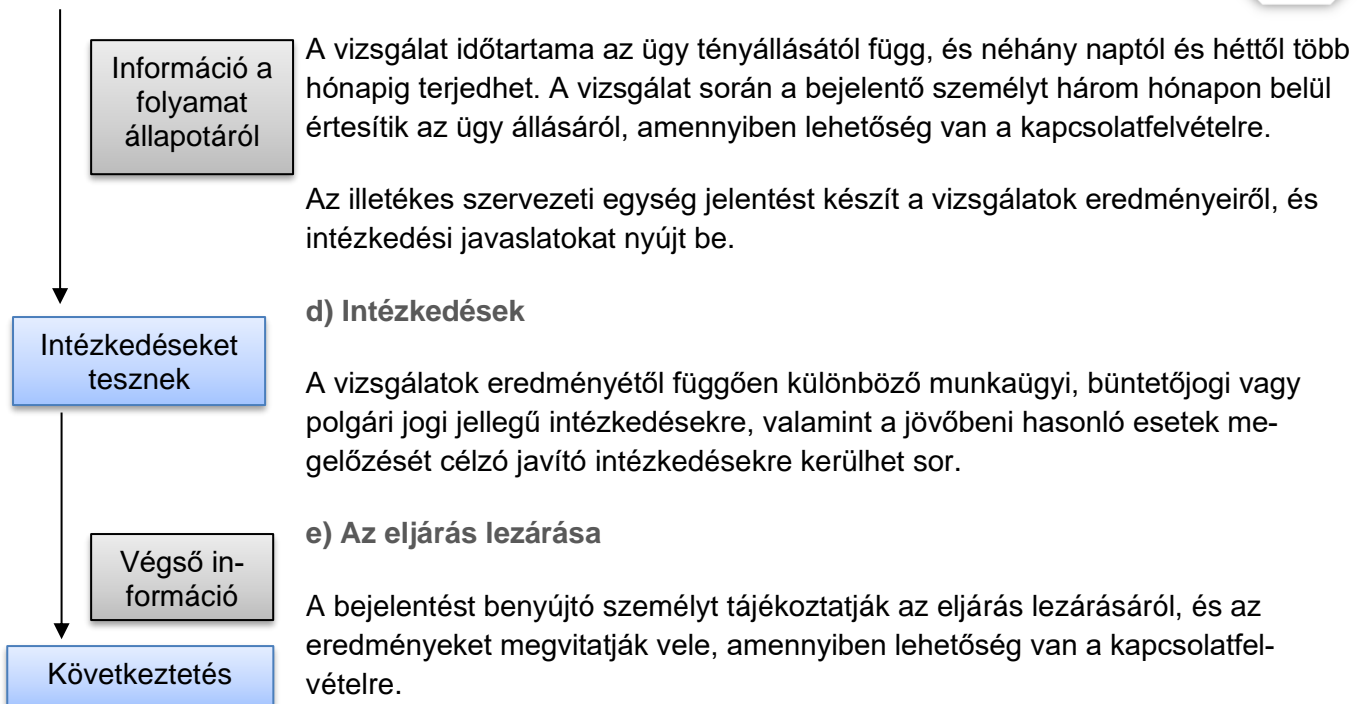 Információ a
folyamat
állapotáról
A vizsgálat időtartama az ügy tényállásától függ, és néhány naptól és héttől több
hónapig terjedhet. A vizsgálat során a bejelentő személyt három hónapon belül
értesítik az ügy állásáról, amennyiben lehetőség van a kapcsolatfelvételre.
Az illetékes szervezeti egység jelentést készít a vizsgálatok eredményeiről, és
intézkedési javaslatokat nyújt be.
d) Intézkedések
Intézkedéseket
tesznek
A vizsgálatok eredményétől függően különböző munkaügyi, büntetőjogi vagy
polgári jogi jellegű intézkedésekre, valamint a jövőbeni hasonló esetek me-
gelőzését célzó javító intézkedésekre kerülhet sor.
e) Az eljárás lezárása
Végső in-
formáció
A bejelentést benyújtó személyt tájékoztatják az eljárás lezárásáról, és az
eredményeket megvitatják vele, amennyiben lehetőség van a kapcsolatfel-
vételre.
Következtetés